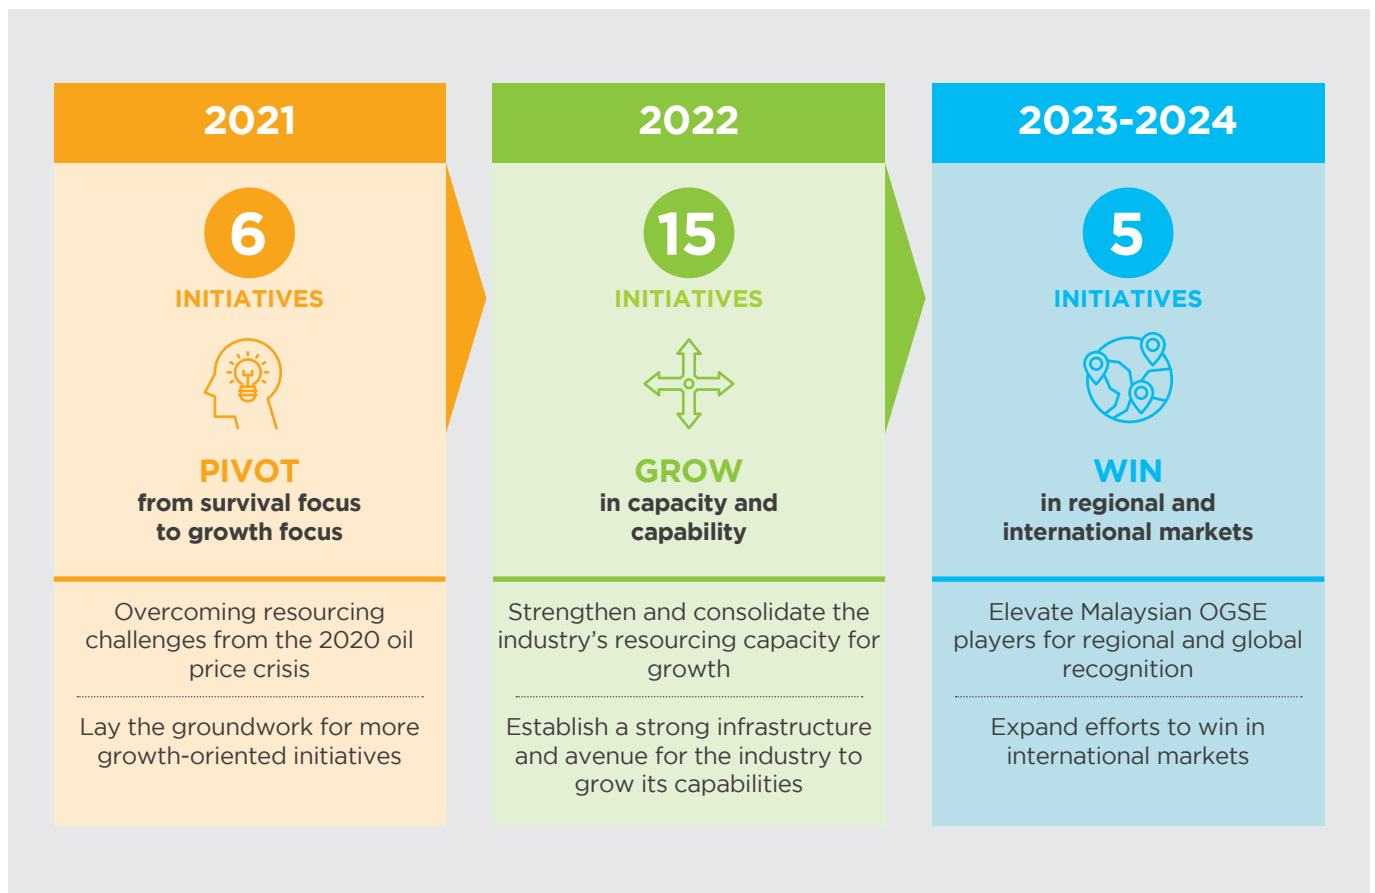 2021
6
INITIATIVES
PIVOT
from survival focus
to growth focus
Overcoming resourcing
challenges from the 2020 oil
price crisis
Lay the groundwork for more
growth-oriented initiatives
2022
15
INITIATIVES
GROW
in capacity and
capability
Strengthen and consolidate the
industry’s resourcing capacity for
growth
Establish a strong infrastructure
and avenue for the industry to
grow its capabilities
2023-2024
5
INITIATIVES
WIN
in regional and
international markets
Elevate Malaysian OGSE
players for regional and global
recognition
Expand efforts to win in
international markets